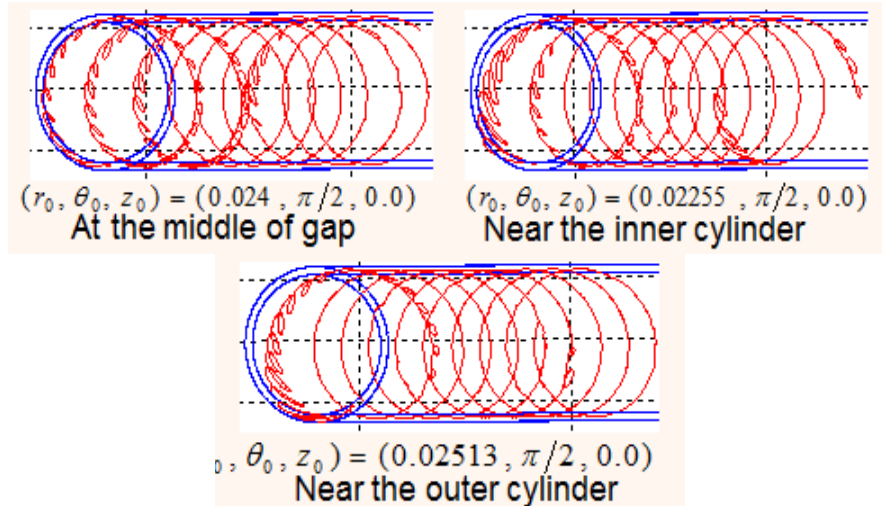 (r₀, θ₀, z₀) = (0.024 , π/2 , 0.0)
At the middle of gap
(r₀, θ₀, z₀) = (0.02255 , π/2 , 0.0)
Near the inner cylinder
₀, θ₀, z₀) = (0.02513 , π/2 , 0.0)
Near the outer cylinder